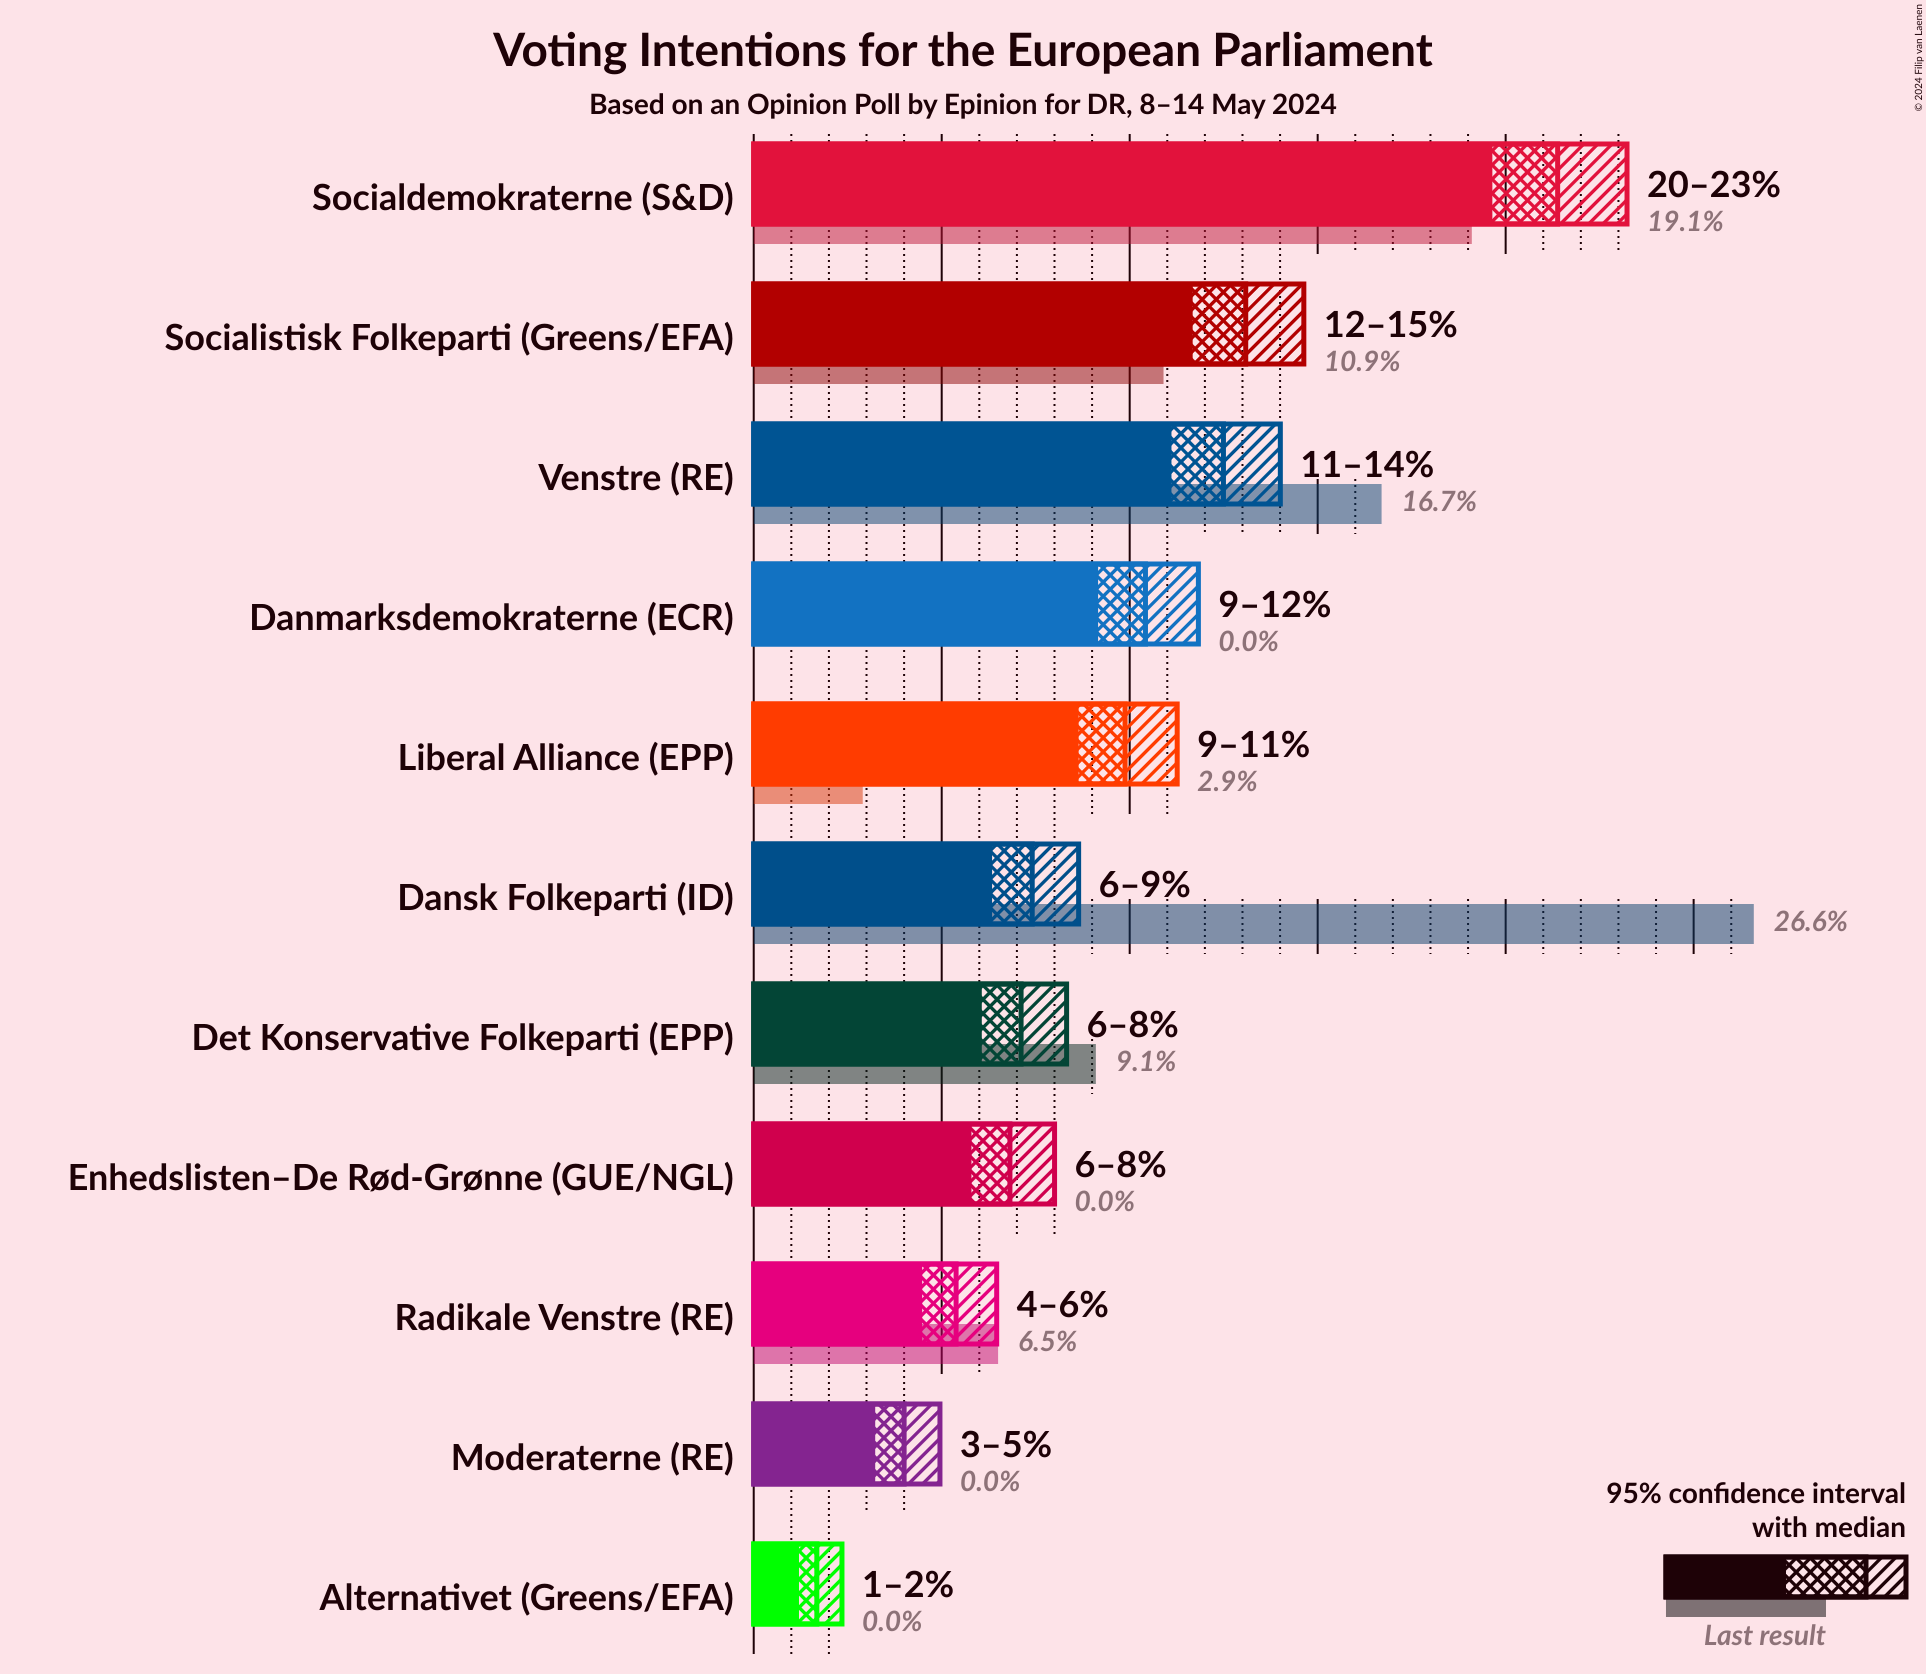 © 2024 Filip van Laenen
Voting Intentions for the European Parliament
Based on an Opinion Poll by Epinion for DR, 8–14 May 2024
Socialdemokraterne (S&D)
20–23%
19.1%
Socialistisk Folkeparti (Greens/EFA)
12–15%
10.9%
Venstre (RE)
11–14%
16.7%
Danmarksdemokraterne (ECR)
9–12%
0.0%
Liberal Alliance (EPP)
9–11%
2.9%
Dansk Folkeparti (ID)
6–9%
26.6%
Det Konservative Folkeparti (EPP)
6–8%
9.1%
Enhedslisten–De Rød-Grønne (GUE/NGL)
6–8%
0.0%
Radikale Venstre (RE)
4–6%
6.5%
Moderaterne (RE)
3–5%
0.0%
Alternativet (Greens/EFA)
1–2%
0.0%
95% confidence interval
with median
Last result